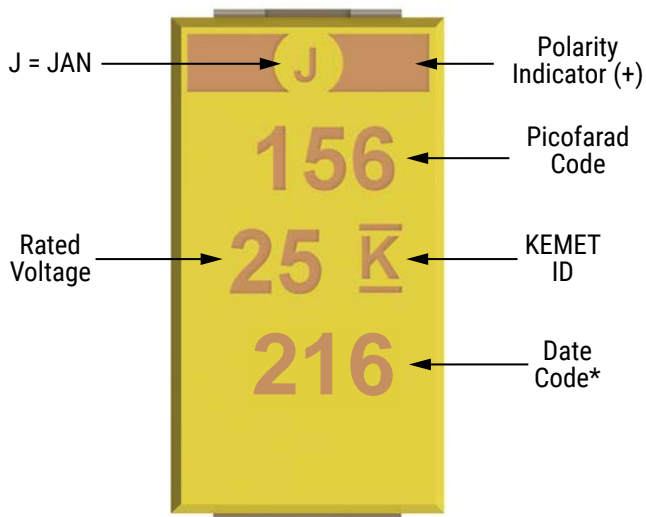 J = JAN
J
Polarity
Indicator (+)
156
Picofarad
Code
Rated
Voltage
25 K
KEMET
ID
216
Date
Code*